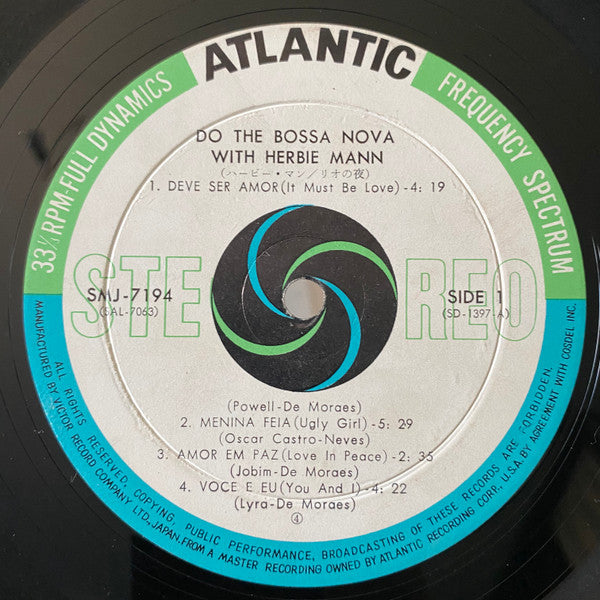 ATLANTIC
33⅓RPM-FULL DYNAMICS
FREQUENCY SPECTRUM
DO THE BOSSA NOVA
WITH HERBIE MANN
(ハービー・マン/リオの夜)
1. DEVE SER AMOR(It Must Be Love)-4: 19
STEREO
SMJ-7194
(SAL-7063)
SIDE 1
(SD-1397-A)
(Powell-De Moraes)
2. MENINA FEIA(Ugly Girl)-5: 29
(Oscar Castro-Neves)
3. AMOR EM PAZ(Love In Peace)-2: 35
(Jobim-De Moraes)
4. VOCE E EU(You And I)-4: 22
(Lyra-De Moraes)
④
ALL RIGHTS RESERVED, COPYING, PUBLIC PERFORMANCE, BROADCASTING OF THESE RECORDS ARE FORBIDDEN.
MANUFACTURED BY VICTOR RECORD COMPANY LTD., JAPAN. FROM A MASTER RECORDING OWNED BY ATLANTIC RECORDING CORP., U.S.A. BY AGREEMENT WITH COSDEL INC.